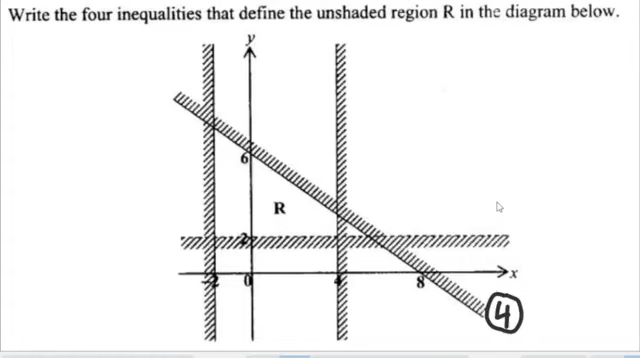 Write the four inequalities that define the unshaded region R in the diagram below.
y
6
R
2
-2 0 4 8 x
4